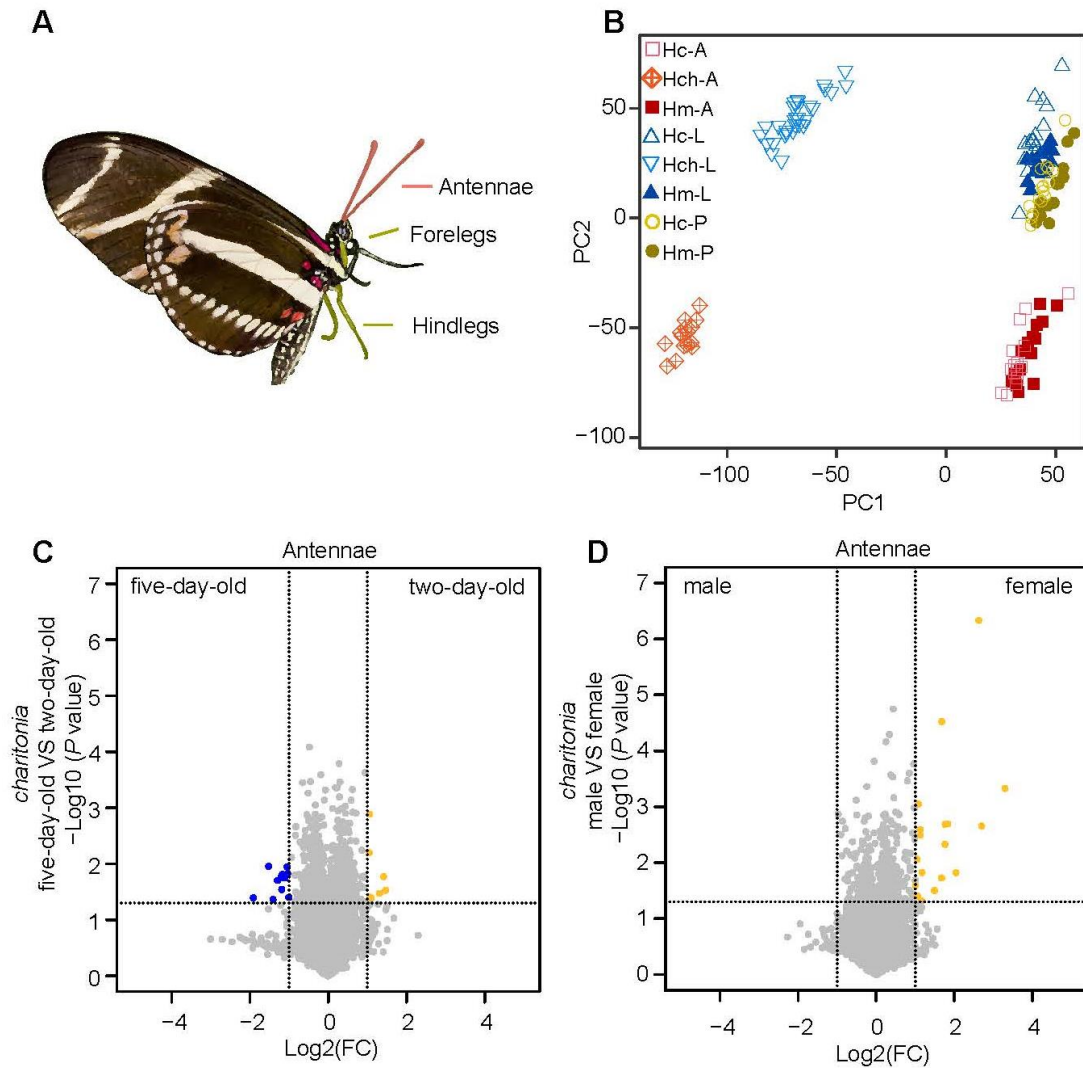 A
Antennae
Forelegs
Hindlegs
B
Hc-A
Hch-A
Hm-A
Hc-L
Hch-L
Hm-L
Hc-P
Hm-P
50
0
−50
−100
PC2
−100
−50
0
50
PC1
C
Antennae
five-day-old
two-day-old
charitonia
five-day-old VS two-day-old
−Log10 (P value)
7
6
5
4
3
2
1
0
−4
−2
0
2
4
Log2(FC)
D
Antennae
male
female
charitonia
male VS female
−Log10 (P value)
7
6
5
4
3
2
1
0
−4
−2
0
2
4
Log2(FC)